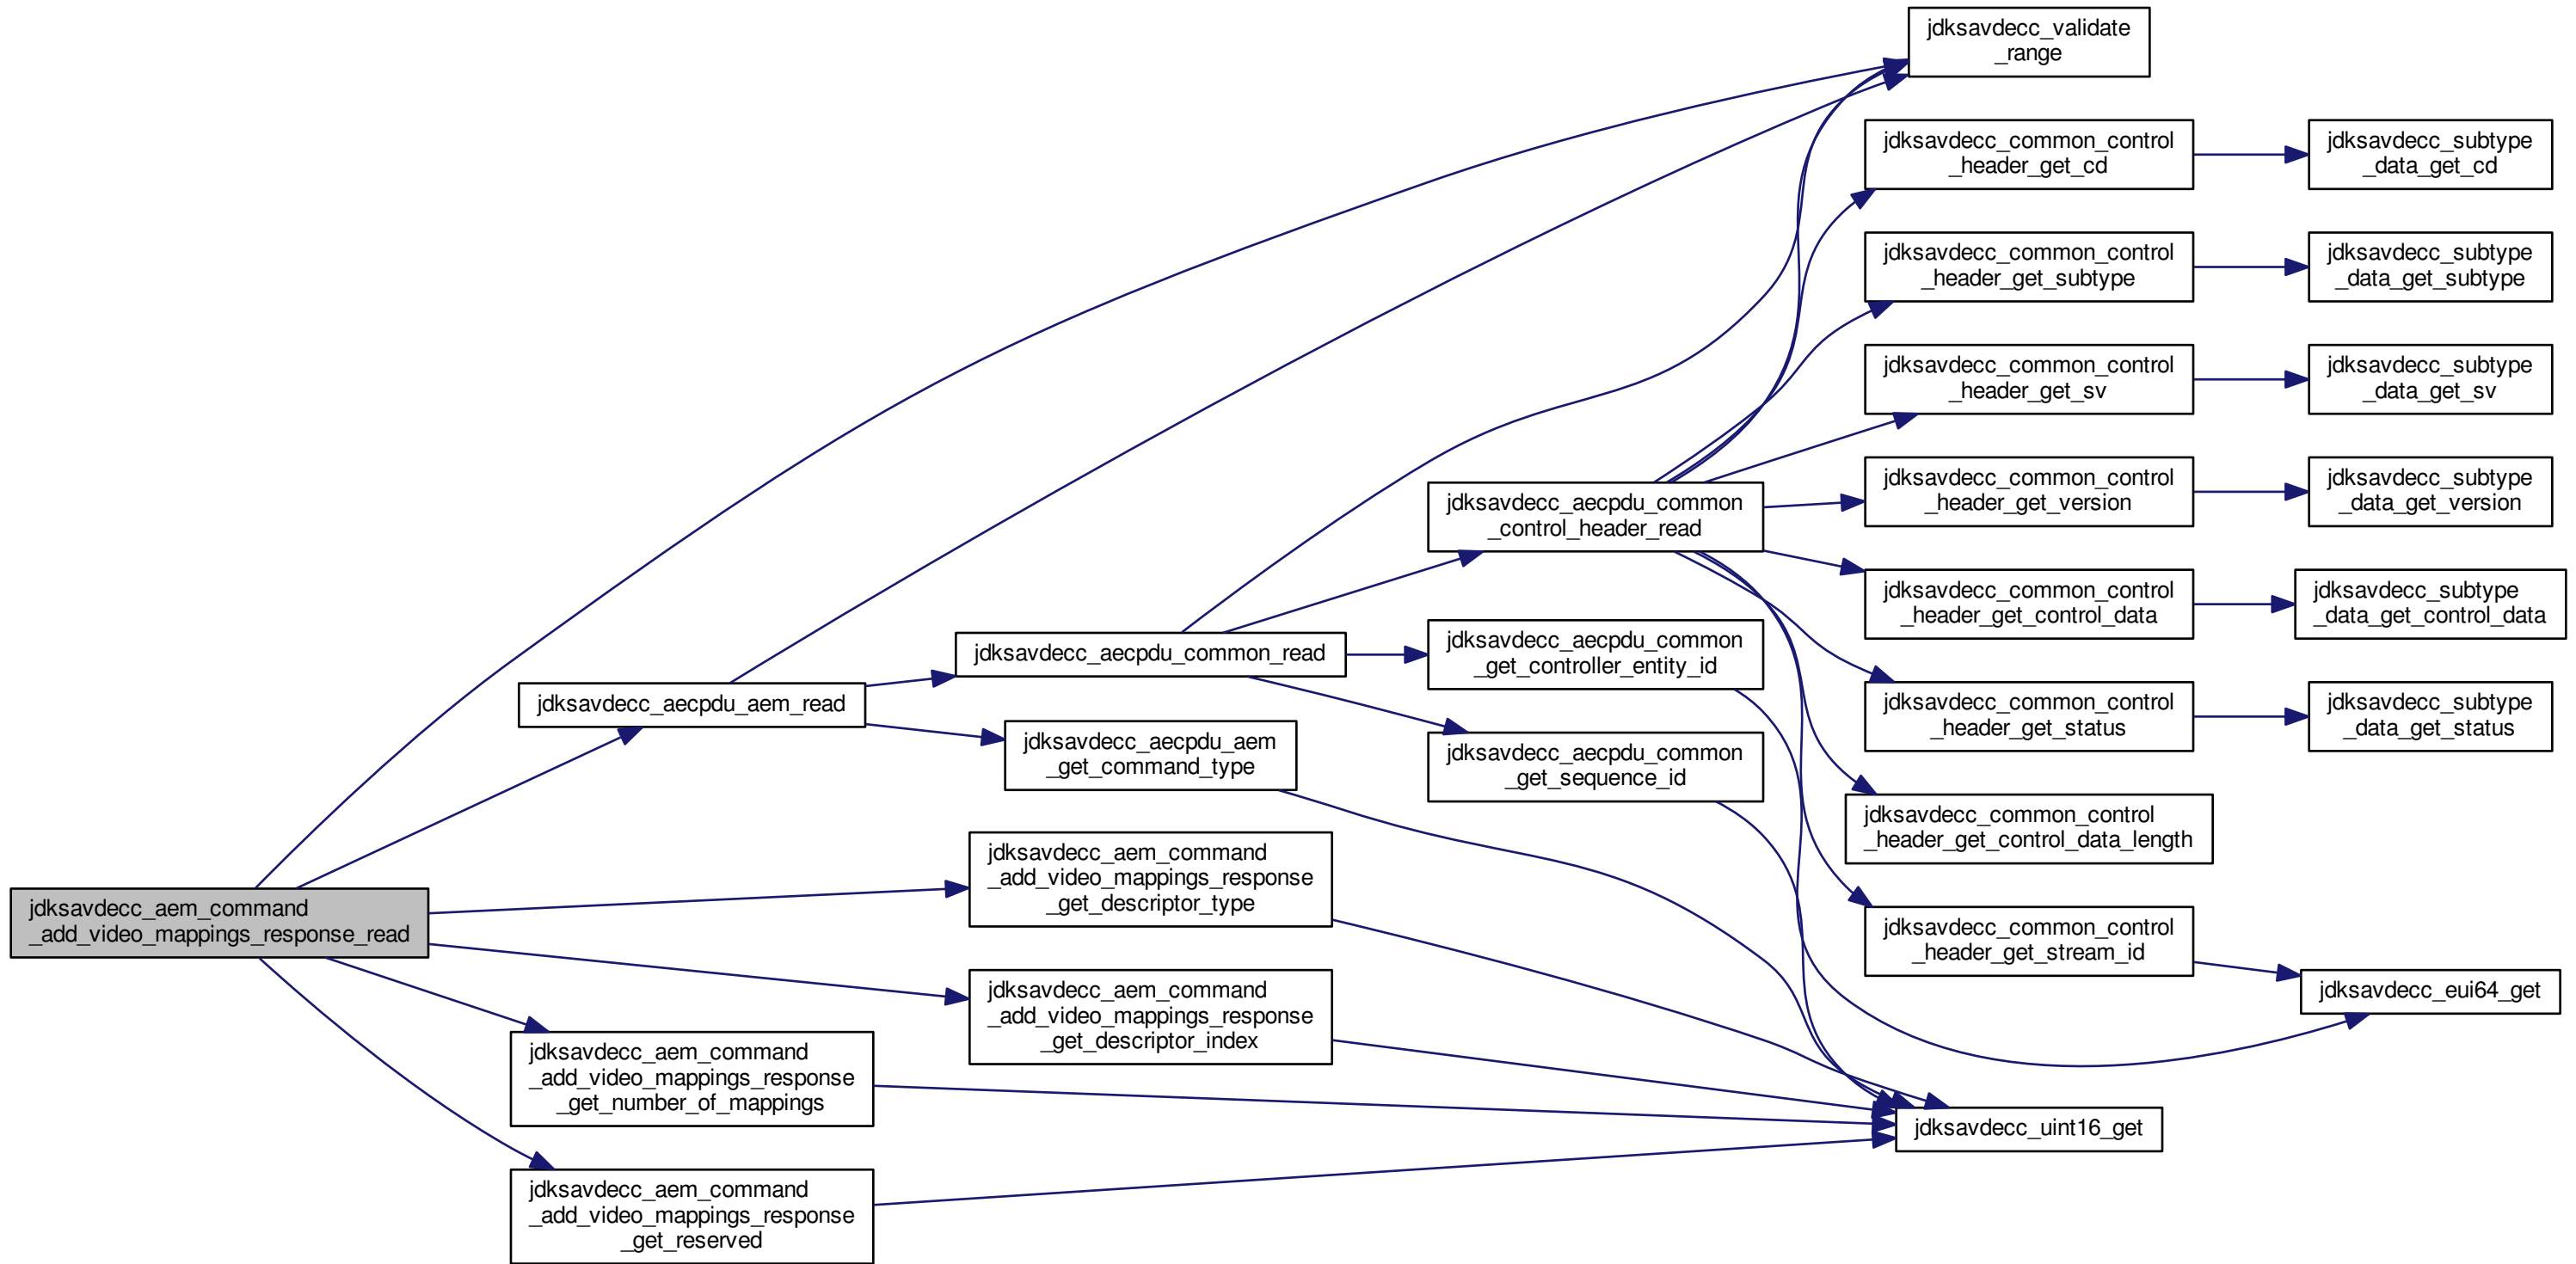 jdksavdecc_aem_command
_add_video_mappings_response_read
jdksavdecc_aecpdu_aem_read
jdksavdecc_aem_command
_add_video_mappings_response
_get_number_of_mappings
jdksavdecc_aem_command
_add_video_mappings_response
_get_reserved
jdksavdecc_aecpdu_common_read
jdksavdecc_aecpdu_aem
_get_command_type
jdksavdecc_aem_command
_add_video_mappings_response
_get_descriptor_type
jdksavdecc_aem_command
_add_video_mappings_response
_get_descriptor_index
jdksavdecc_aecpdu_common
_control_header_read
jdksavdecc_aecpdu_common
_get_controller_entity_id
jdksavdecc_aecpdu_common
_get_sequence_id
jdksavdecc_validate
_range
jdksavdecc_common_control
_header_get_cd
jdksavdecc_common_control
_header_get_subtype
jdksavdecc_common_control
_header_get_sv
jdksavdecc_common_control
_header_get_version
jdksavdecc_common_control
_header_get_control_data
jdksavdecc_common_control
_header_get_status
jdksavdecc_common_control
_header_get_control_data_length
jdksavdecc_common_control
_header_get_stream_id
jdksavdecc_uint16_get
jdksavdecc_subtype
_data_get_cd
jdksavdecc_subtype
_data_get_subtype
jdksavdecc_subtype
_data_get_sv
jdksavdecc_subtype
_data_get_version
jdksavdecc_subtype
_data_get_control_data
jdksavdecc_subtype
_data_get_status
jdksavdecc_eui64_get